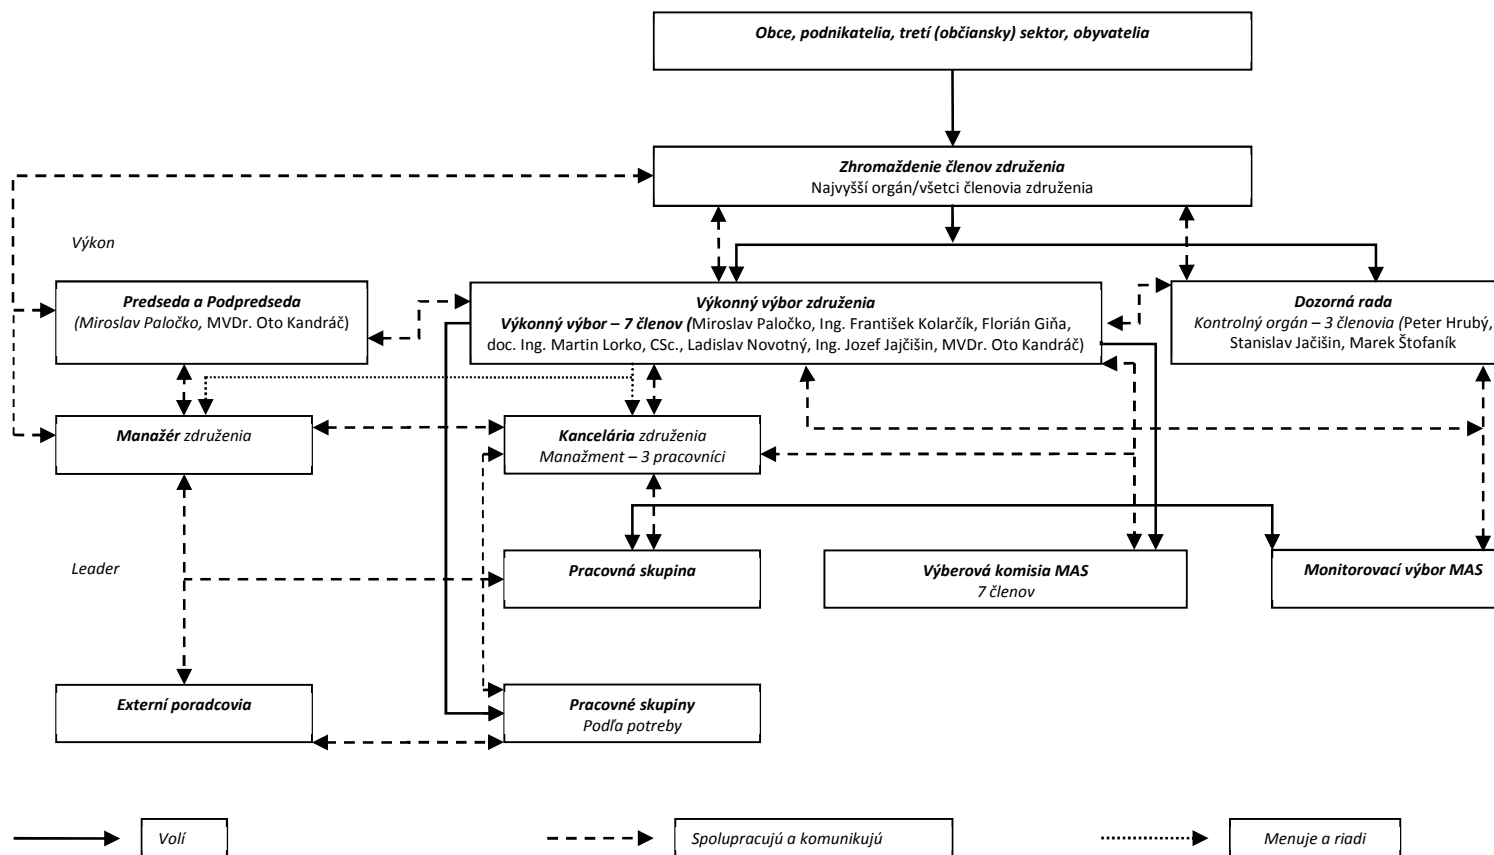 Obce, podnikatelia, tretí (občiansky) sektor, obyvatelia
Zhromaždenie členov združenia
Najvyšší orgán/všetci členovia združenia
Výkon
Predseda a Podpredseda
(Miroslav Paločko, MVDr. Oto Kandráč)
Výkonný výbor združenia
Výkonný výbor – 7 členov (Miroslav Paločko, Ing. František Kolarčík, Florián Giňa,
doc. Ing. Martin Lorko, CSc., Ladislav Novotný, Ing. Jozef Jajčišin, MVDr. Oto Kandráč)
Dozorná rada
Kontrolný orgán – 3 členovia (Peter Hrubý,
Stanislav Jačišin, Marek Štofaník
Manažér združenia
Kancelária združenia
Manažment – 3 pracovníci
Leader
Pracovná skupina
Výberová komisia MAS
7 členov
Monitorovací výbor MAS
Externí poradcovia
Pracovné skupiny
Podľa potreby
Volí
Spolupracujú a komunikujú
Menuje a riadi